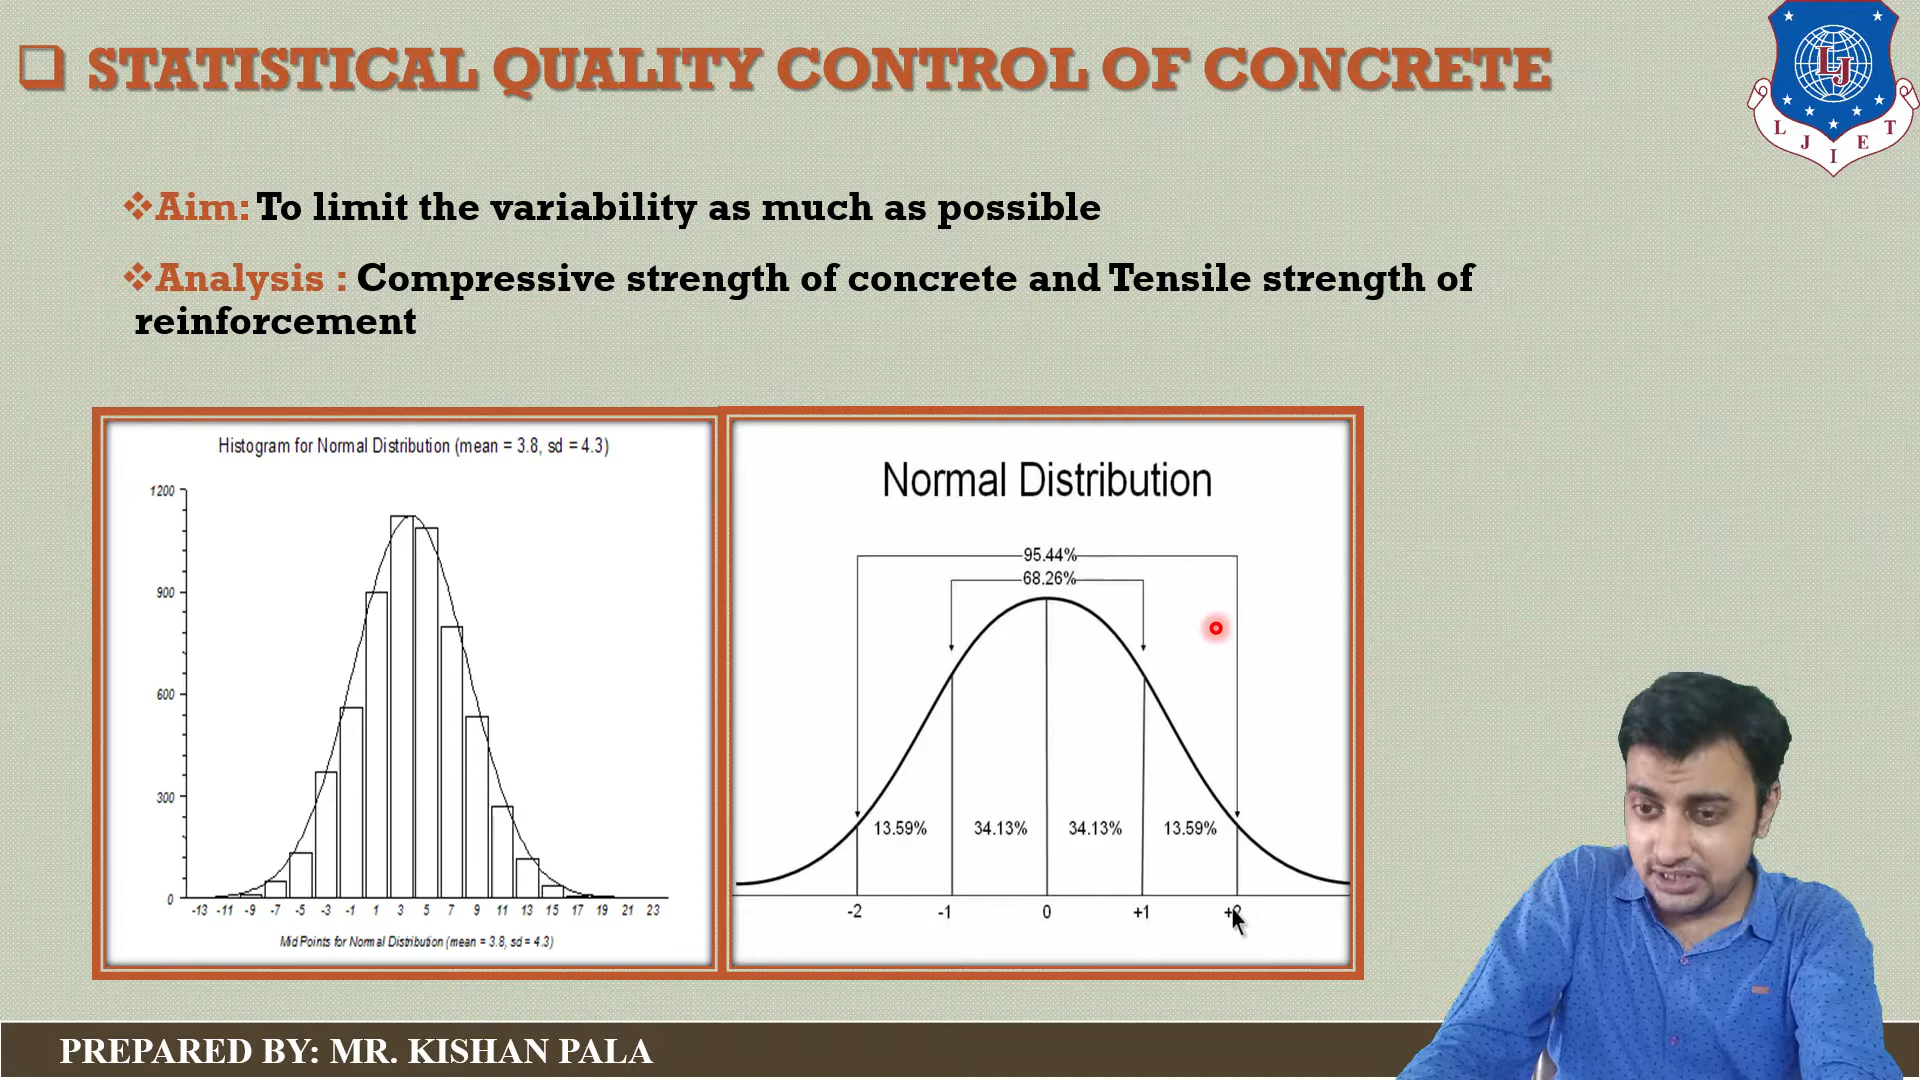 STATISTICAL QUALITY CONTROL OF CONCRETE
LJ
L J I E T
Aim: To limit the variability as much as possible
Analysis : Compressive strength of concrete and Tensile strength of
reinforcement
Histogram for Normal Distribution (mean = 3.8, sd = 4.3)
1200
900
600
300
0
-13 -11 -9 -7 -5 -3 -1 1 3 5 7 9 11 13 15 17 19 21 23
Mid Points for Normal Distribution (mean = 3.8, sd = 4.3)
Normal Distribution
95.44%
68.26%
13.59% 34.13% 34.13% 13.59%
-2 -1 0 +1 +2
PREPARED BY: MR. KISHAN PALA